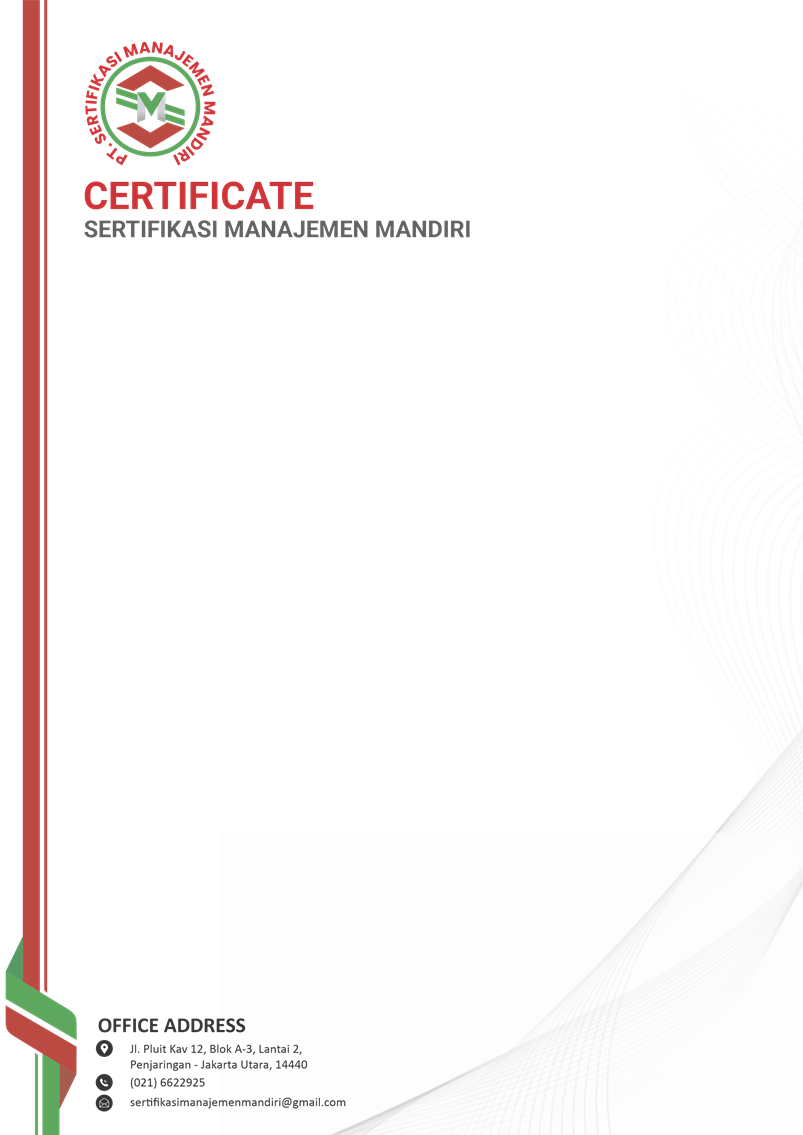 PT. SERTIFIKASI MANAJEMEN MANDIRI
M
CERTIFICATE
SERTIFIKASI MANAJEMEN MANDIRI
OFFICE ADDRESS
Jl. Pluit Kav 12, Blok A-3, Lantai 2,
Penjaringan - Jakarta Utara, 14440
(021) 6622925
sertifikasimanajemenmandiri@gmail.com